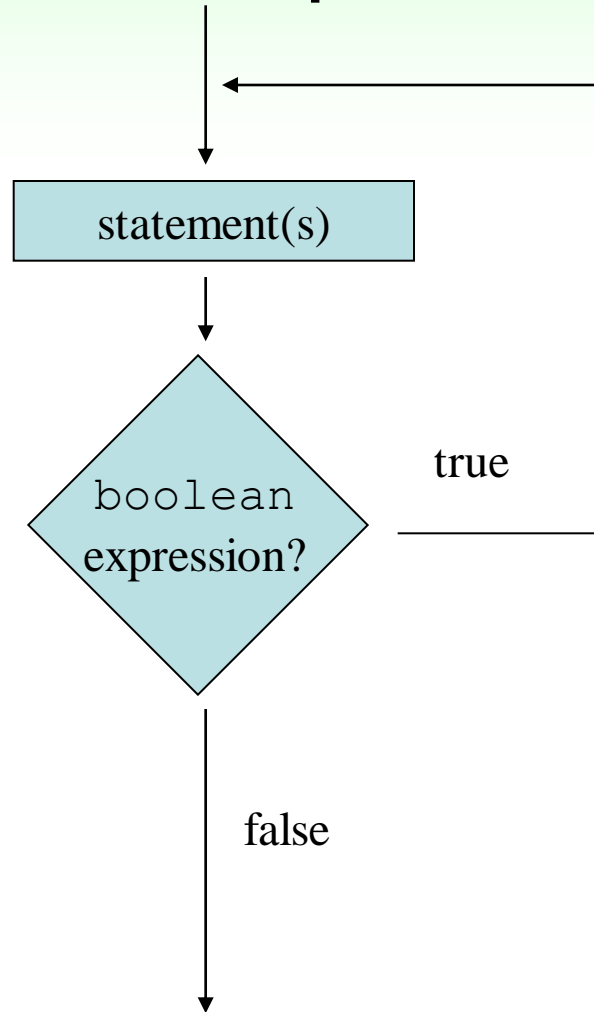 statement(s)
boolean
expression?
true
false